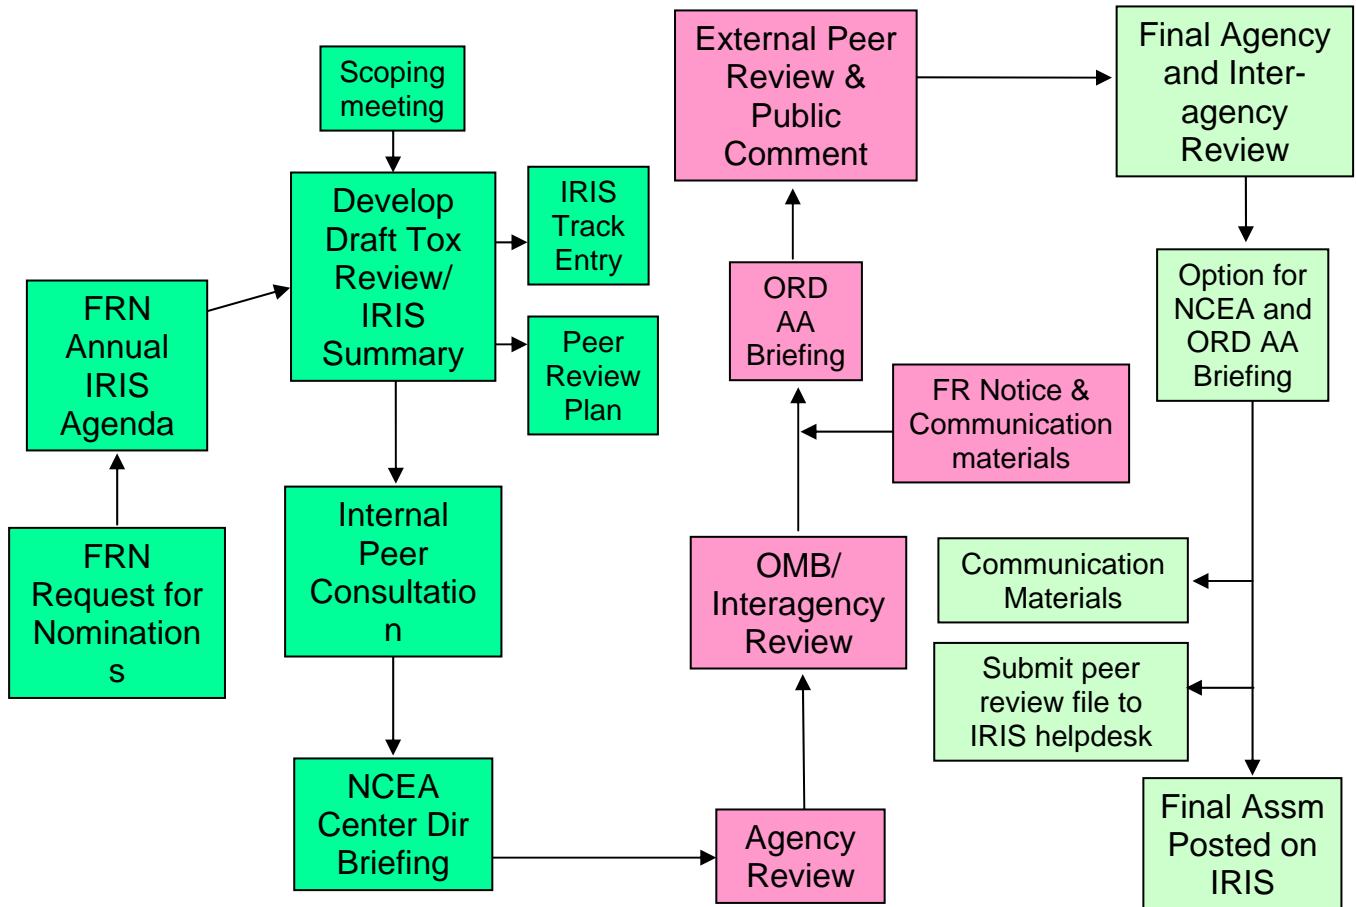 Scoping
meeting
Develop
Draft Tox
Review/
IRIS
Summary
IRIS
Track
Entry
Peer
Review
Plan
FRN
Annual
IRIS
Agenda
FRN
Request for
Nomination
s
Internal
Peer
Consultatio
n
NCEA
Center Dir
Briefing
External Peer
Review &
Public
Comment
ORD
AA
Briefing
FR Notice &
Communication
materials
OMB/
Interagency
Review
Agency
Review
Final Agency
and Inter-
agency
Review
Option for
NCEA and
ORD AA
Briefing
Communication
Materials
Submit peer
review file to
IRIS helpdesk
Final Assm
Posted on
IRIS